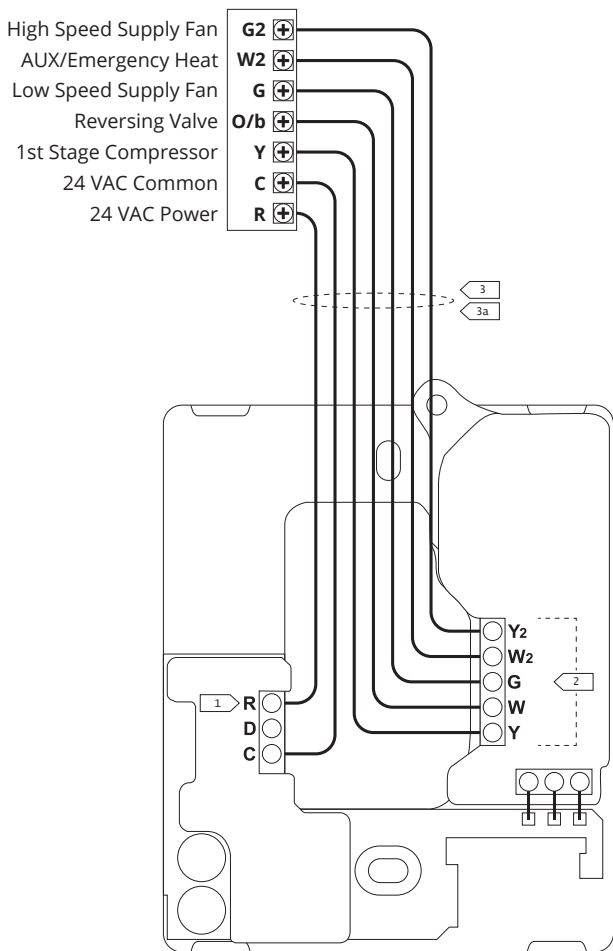 High Speed Supply Fan G2
AUX/Emergency Heat W2
Low Speed Supply Fan G
Reversing Valve O/b
1st Stage Compressor Y
24 VAC Common C
24 VAC Power R
3
3a
Y2
W2
G 2
W
Y
1 R
D
C